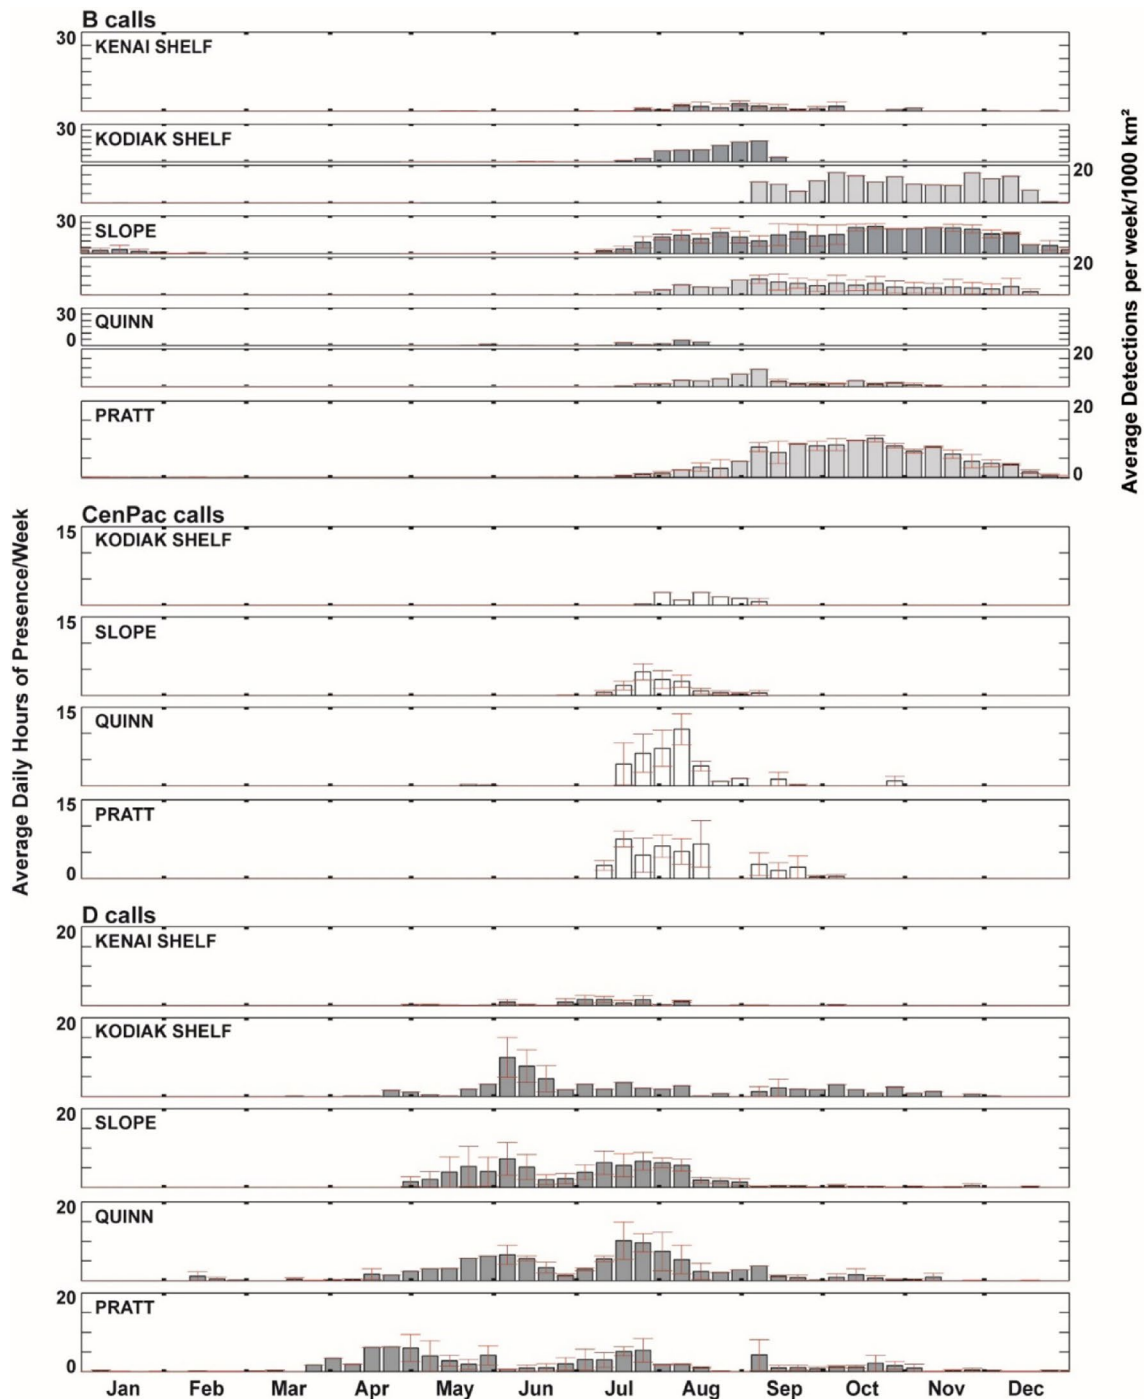 B calls
30
KENAI SHELF
30
KODIAK SHELF
20
30
SLOPE
20
30
QUINN
0
20
PRATT
20
0
CenPac calls
15
KODIAK SHELF
15
SLOPE
15
QUINN
15
PRATT
0
D calls
20
KENAI SHELF
20
KODIAK SHELF
20
SLOPE
20
QUINN
20
PRATT
0
Jan Feb Mar Apr May Jun Jul Aug Sep Oct Nov Dec
Average Daily Hours of Presence/Week
Average Detections per week/1000 km²